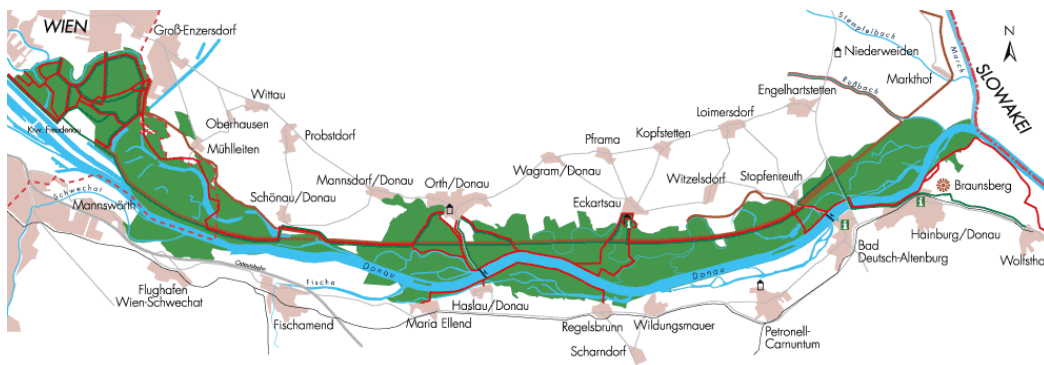 WIEN
Groß-Enzersdorf
Stempfelbach
N
Niederweiden
Markthof
March
SLOWAKEI
Rußbach
Engelhartstetten
Wittau
Oberhausen
Probstdorf
Loimersdorf
Kopfstetten
Pframa
Kw. Freudenau
Mühlleiten
Wagram/Donau
Mannsdorf/Donau
Orth/Donau
Witzelsdorf
Stopfenreuth
Braunsberg
Schwechat
Mannswörth
Schönau/Donau
Eckartsau
i
i
i
Hainburg/Donau
Bad
Deutsch-Altenburg
Wolfsthal
Donau
Donau
Ostautobahn
Fischa
Flughafen
Wien-Schwechat
Fischamend
Maria Ellend
Haslau/Donau
Regelsbrunn
Wildungsmauer
Scharndorf
Petronell-
Carnuntum